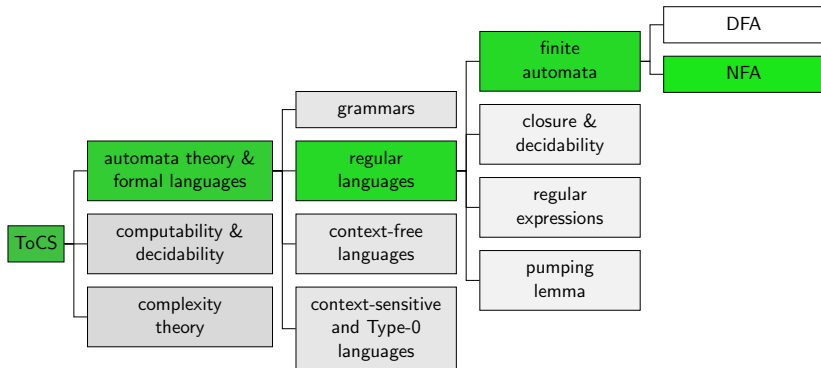 ToCS
automata theory &
formal languages
computability &
decidability
complexity
theory
grammars
regular
languages
context-free
languages
context-sensitive
and Type-0
languages
finite
automata
closure &
decidability
regular
expressions
pumping
lemma
DFA
NFA